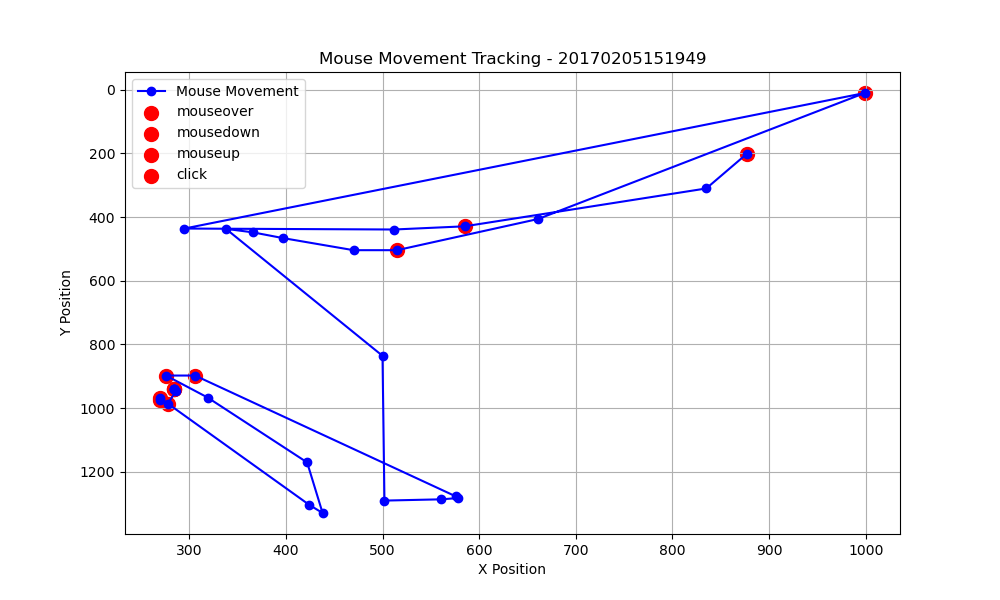 Mouse Movement Tracking - 20170205151949
Mouse Movement
mouseover
mousedown
mouseup
click
0
200
400
600
800
1000
1200
Y Position
300 400 500 600 700 800 900 1000
X Position